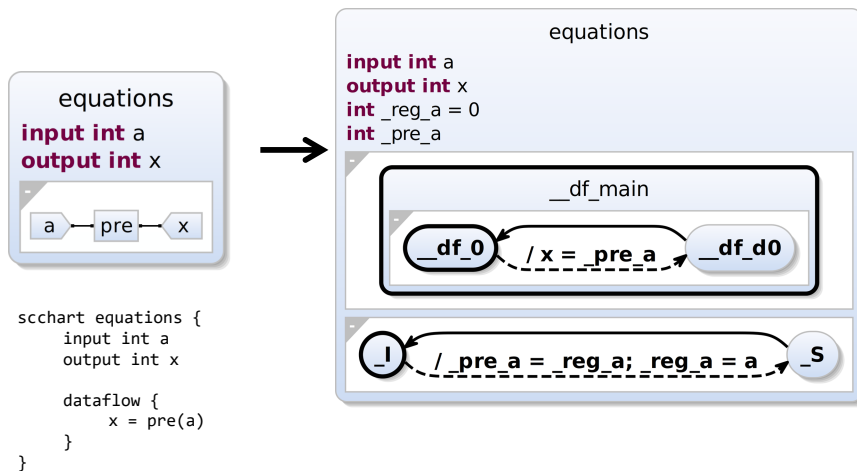 equations
input int a
output int x
-
a pre x
scchart equations {
input int a
output int x
dataflow {
x = pre(a)
}
}
equations
input int a
output int x
int _reg_a = 0
int _pre_a
-
__df_main
-
__df_0 / x = _pre_a __df_d0
-
_I / _pre_a = _reg_a; _reg_a = a _S